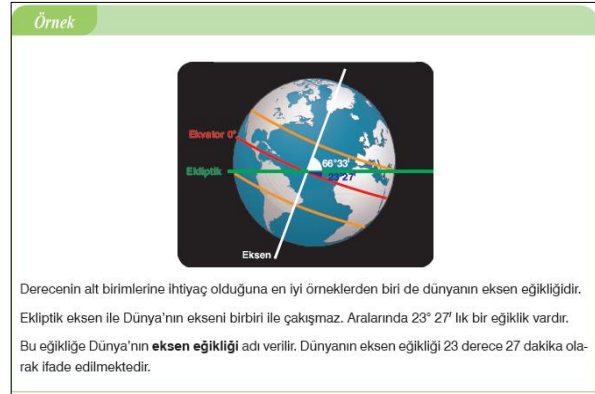 Örnek
Ekvator 0°
66°33'
Ekliptik
23°27'
Eksen
Derecenin alt birimlerine ihtiyaç olduğuna en iyi örneklerden biri de dünyanın eksen eğikliğidir.
Ekliptik eksen ile Dünya'nın ekseni birbiri ile çakışmaz. Aralarında 23° 27' lık bir eğiklik vardır.
Bu eğikliğe Dünya'nın eksen eğikliği adı verilir. Dünyanın eksen eğikliği 23 derece 27 dakika ola-
rak ifade edilmektedir.